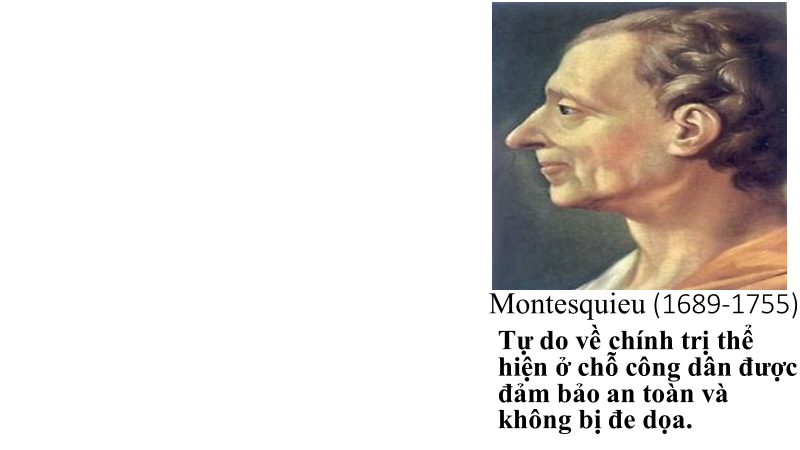 Montesquieu (1689-1755)
Tự do về chính trị thể
hiện ở chỗ công dân được
đảm bảo an toàn và
không bị đe dọa.